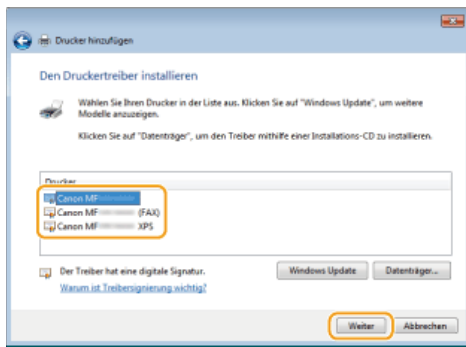 Drucker hinzufügen
Den Druckertreiber installieren
Wählen Sie Ihren Drucker in der Liste aus. Klicken Sie auf "Windows Update", um weitere
Modelle anzuzeigen.
Klicken Sie auf "Datenträger", um den Treiber mithilfe einer Installations-CD zu installieren.
Drucker
Canon MF
Canon MF (FAX)
Canon MF XPS
Der Treiber hat eine digitale Signatur.
Warum ist Treibersignierung wichtig?
Windows Update Datenträger...
Weiter Abbrechen